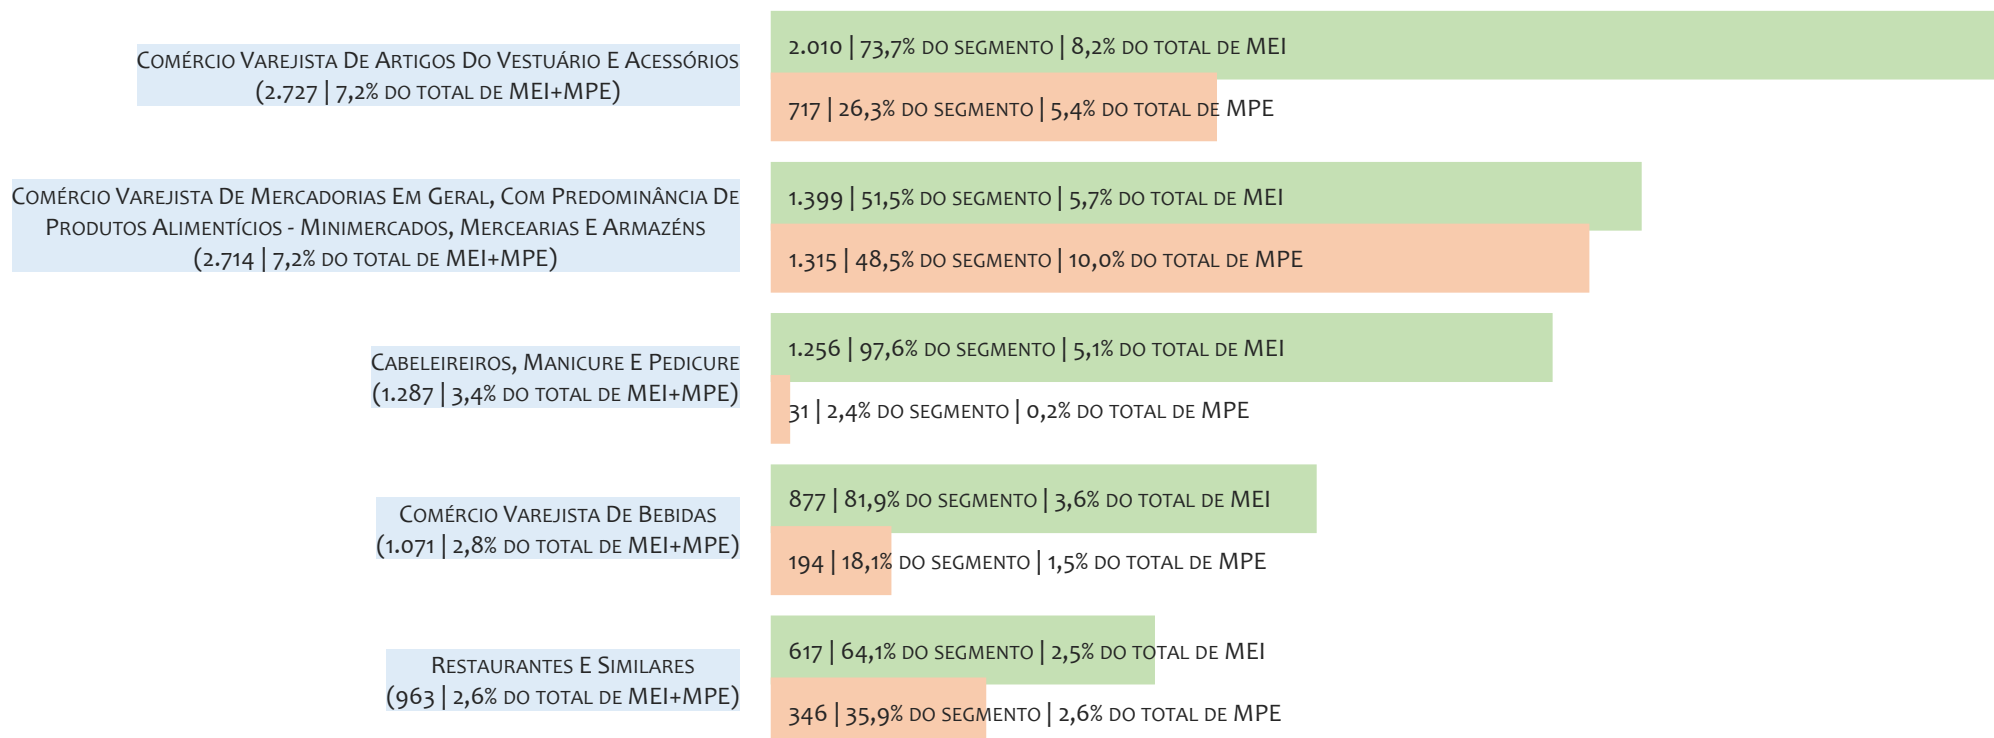 Comércio Varejista De Artigos Do Vestuário E Acessórios
(2.727 | 7,2% do total de MEI+MPE)
2.010 | 73,7% do segmento | 8,2% do total de MEI
717 | 26,3% do segmento | 5,4% do total de MPE
Comércio Varejista De Mercadorias Em Geral, Com Predominância De
Produtos Alimentícios - Minimercados, Mercearias E Armazéns
(2.714 | 7,2% do total de MEI+MPE)
1.399 | 51,5% do segmento | 5,7% do total de MEI
1.315 | 48,5% do segmento | 10,0% do total de MPE
Cabeleireiros, Manicure E Pedicure
(1.287 | 3,4% do total de MEI+MPE)
1.256 | 97,6% do segmento | 5,1% do total de MEI
31 | 2,4% do segmento | 0,2% do total de MPE
Comércio Varejista De Bebidas
(1.071 | 2,8% do total de MEI+MPE)
877 | 81,9% do segmento | 3,6% do total de MEI
194 | 18,1% do segmento | 1,5% do total de MPE
Restaurantes E Similares
(963 | 2,6% do total de MEI+MPE)
617 | 64,1% do segmento | 2,5% do total de MEI
346 | 35,9% do segmento | 2,6% do total de MPE